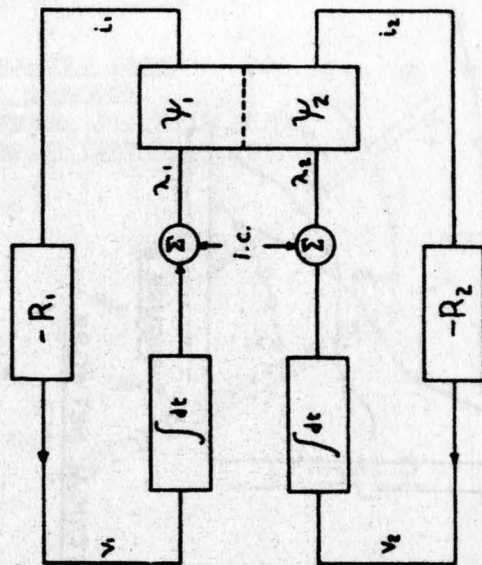 v₁
- R₁
i₁
∫ dt
Σ
λ₁
ψ₁
i.c.
∫ dt
Σ
λ₂
ψ₂
v₂
-R₂
i₂